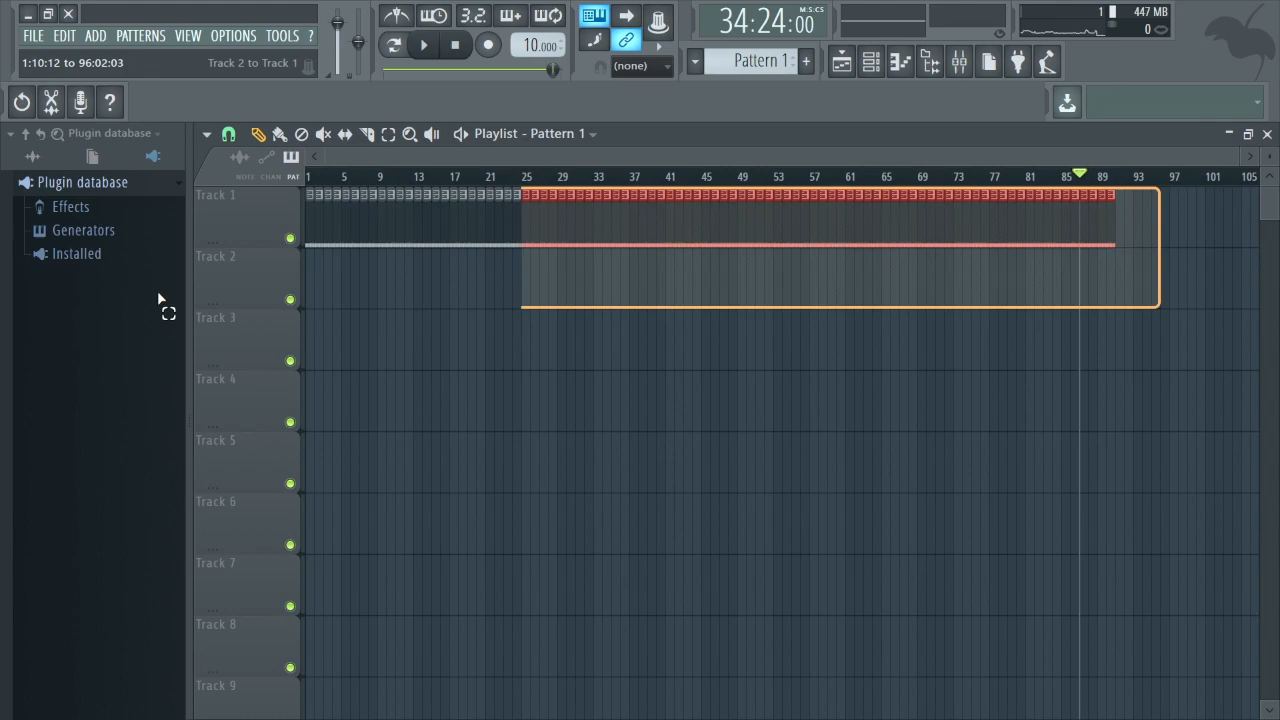 FILE EDIT ADD PATTERNS VIEW OPTIONS TOOLS ?
1:10:12 to 96:02:03 Track 2 to Track 1
3.2.
10.000
(none)
34:24:00 M:S:CS
Pattern 1 +
1 447 MB
0
?
Plugin database
Playlist - Pattern 1
Plugin database
Effects
Generators
Installed
NOTE CHAN PAT
1 5 9 13 17 21 25 29 33 37 41 45 49 53 57 61 65 69 73 77 81 85 89 93 97 101 105
Track 1
Track 2
Track 3
Track 4
Track 5
Track 6
Track 7
Track 8
Track 9